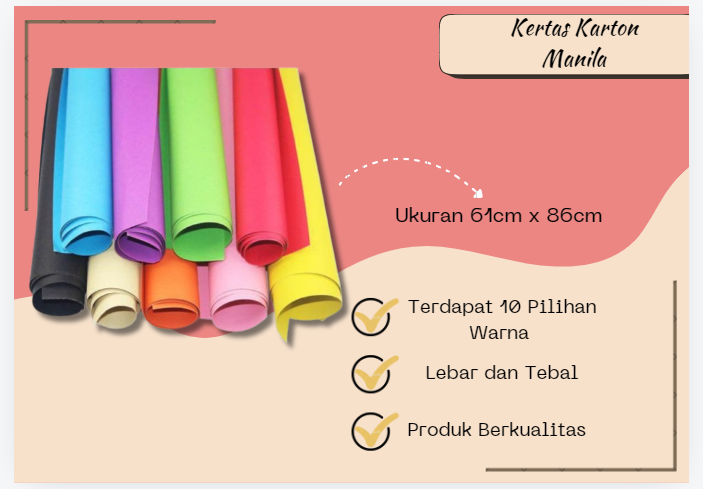 Kertas Karton
Manila
Ukuran 61cm x 86cm
Terdapat 10 Pilihan
Warna
Lebar dan Tebal
Produk Berkualitas